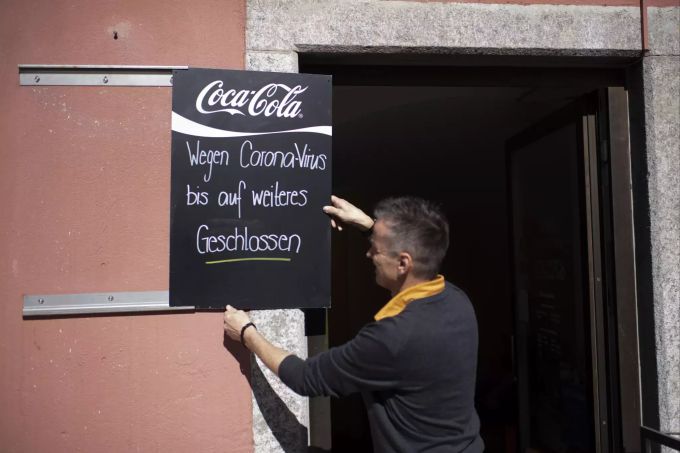 Coca-Cola
Wegen Corona-Virus
bis auf weiteres
Geschlossen